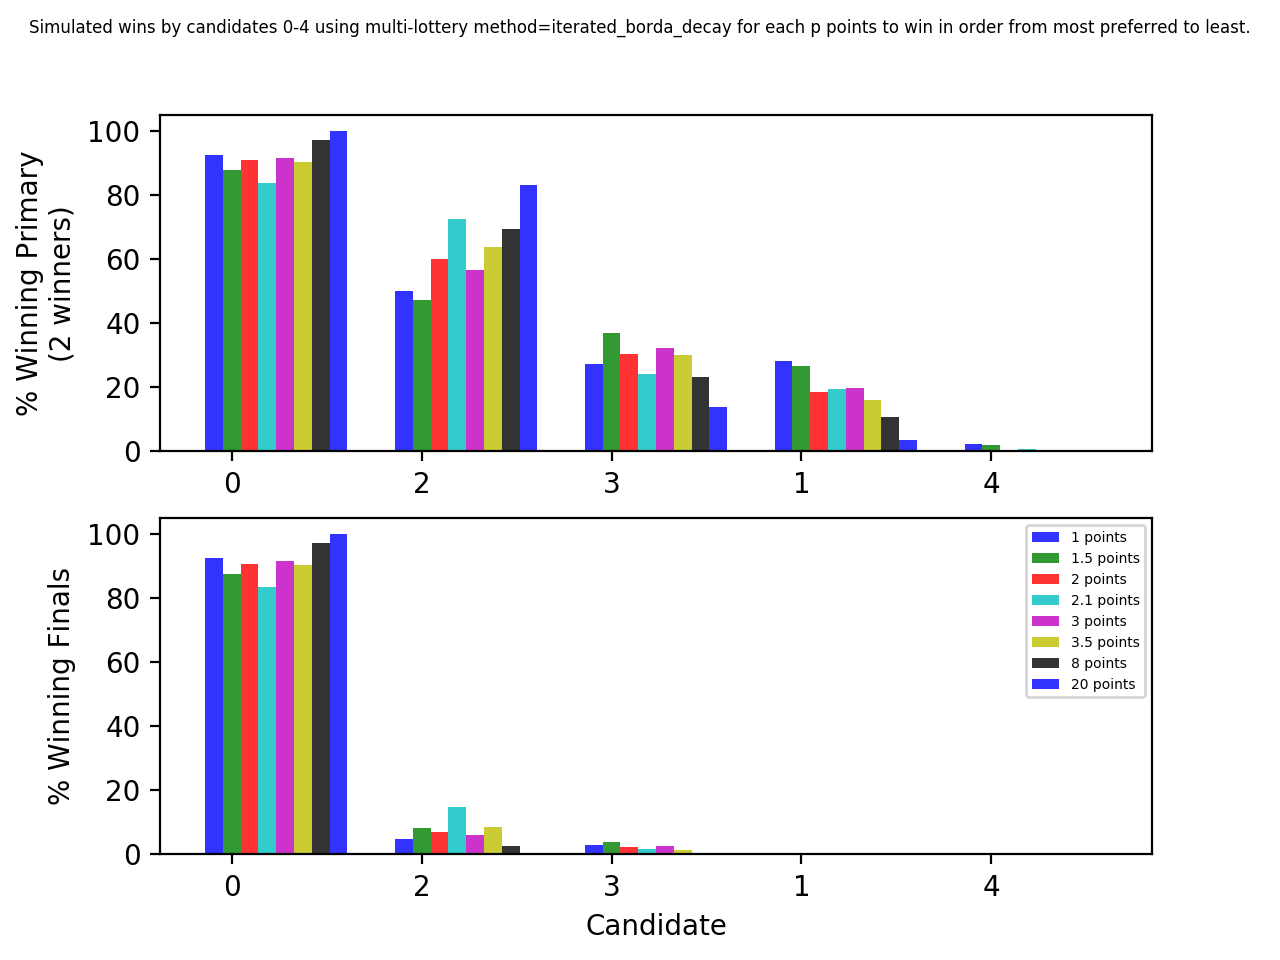 Simulated wins by candidates 0-4 using multi-lottery method=iterated_borda_decay for each p points to win in order from most preferred to least.
% Winning Primary
(2 winners)
100
80
60
40
20
0
0 2 3 1 4
% Winning Finals
100
80
60
40
20
0
1 points
1.5 points
2 points
2.1 points
3 points
3.5 points
8 points
20 points
0 2 3 1 4
Candidate